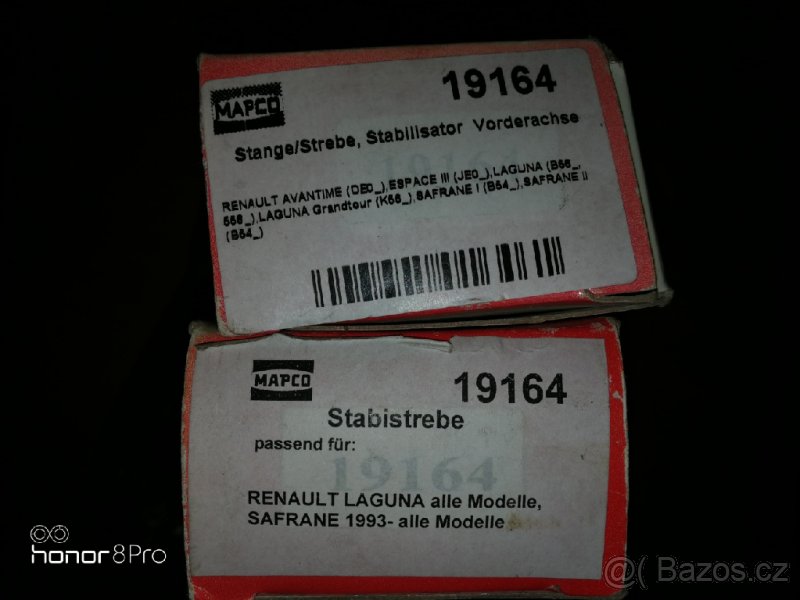 MAPCO
19164
Stange/Strebe, Stabilisator Vorderachse
RENAULT AVANTIME (DE0_),ESPACE III (JE0_),LAGUNA (B56_,
556_),LAGUNA Grandtour (K56_),SAFRANE I (B54_),SAFRANE II
(B54_)
MAPCO
19164
Stabistrebe
passend für:
19164
RENAULT LAGUNA alle Modelle,
SAFRANE 1993- alle Modelle
honor 8 Pro
@( Bazos.cz